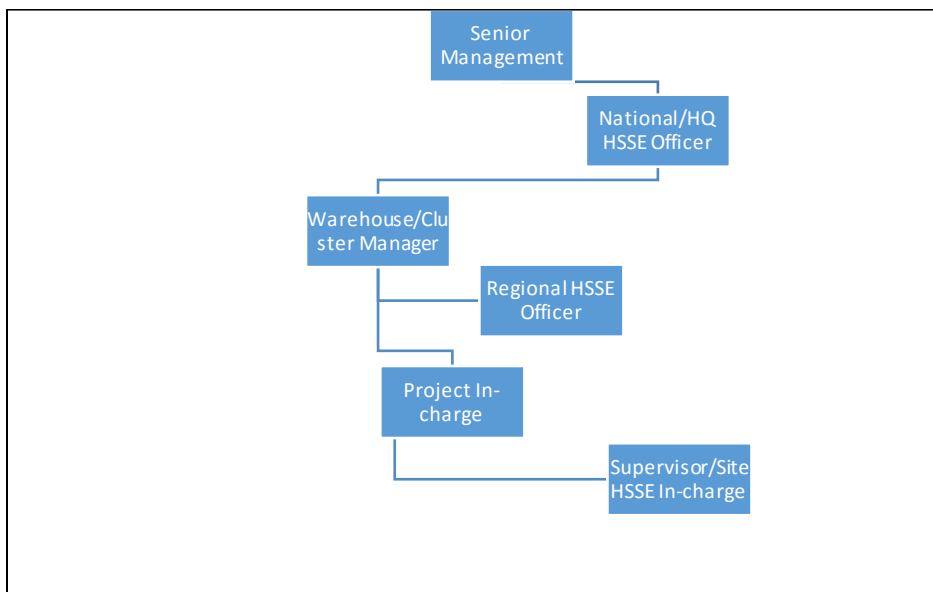 Senior
Management
National/HQ
HSSE Officer
Warehouse/Clu
ster Manager
Regional HSSE
Officer
Project In-
charge
Supervisor/Site
HSSE In-charge